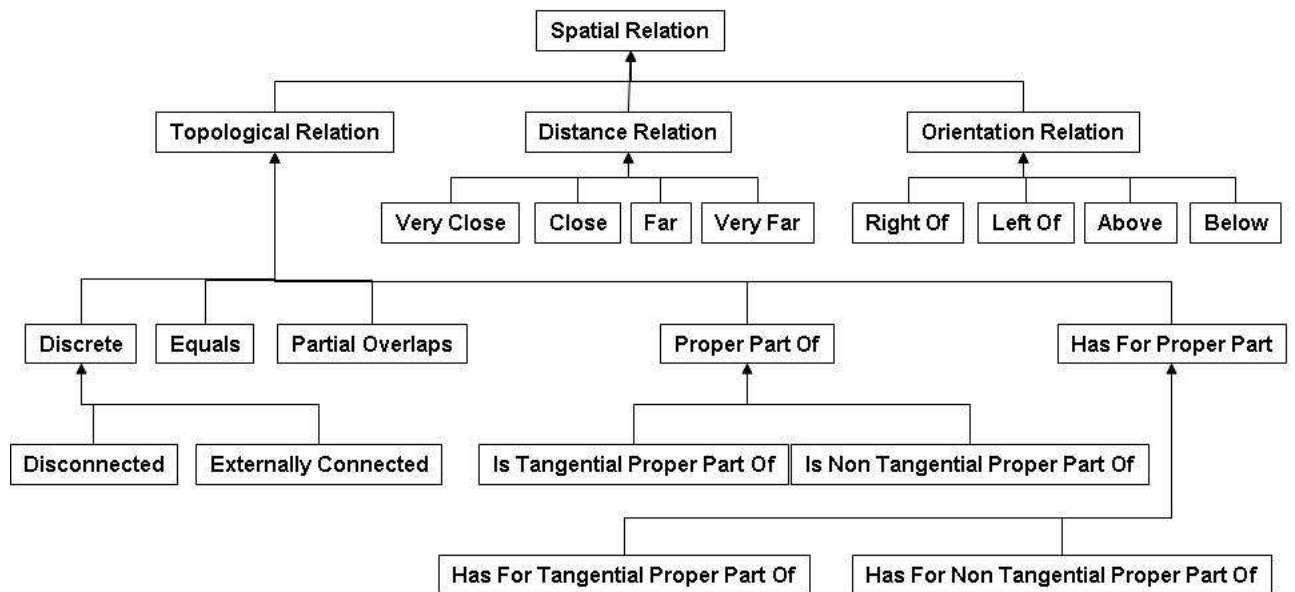 Spatial Relation
Topological Relation
Distance Relation
Orientation Relation
Very Close
Close
Far
Very Far
Right Of
Left Of
Above
Below
Discrete
Equals
Partial Overlaps
Proper Part Of
Has For Proper Part
Disconnected
Externally Connected
Is Tangential Proper Part Of
Is Non Tangential Proper Part Of
Has For Tangential Proper Part Of
Has For Non Tangential Proper Part Of